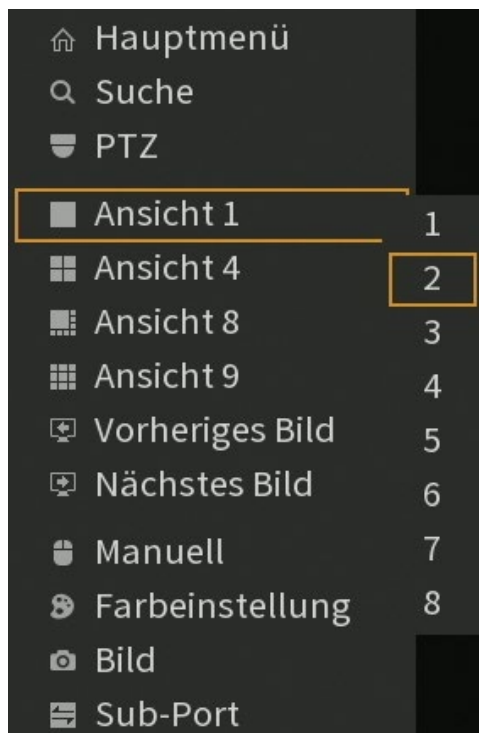 Hauptmenü
Suche
PTZ
Ansicht 1
Ansicht 4
Ansicht 8
Ansicht 9
Vorheriges Bild
Nächstes Bild
Manuell
Farbeinstellung
Bild
Sub-Port
1
2
3
4
5
6
7
8